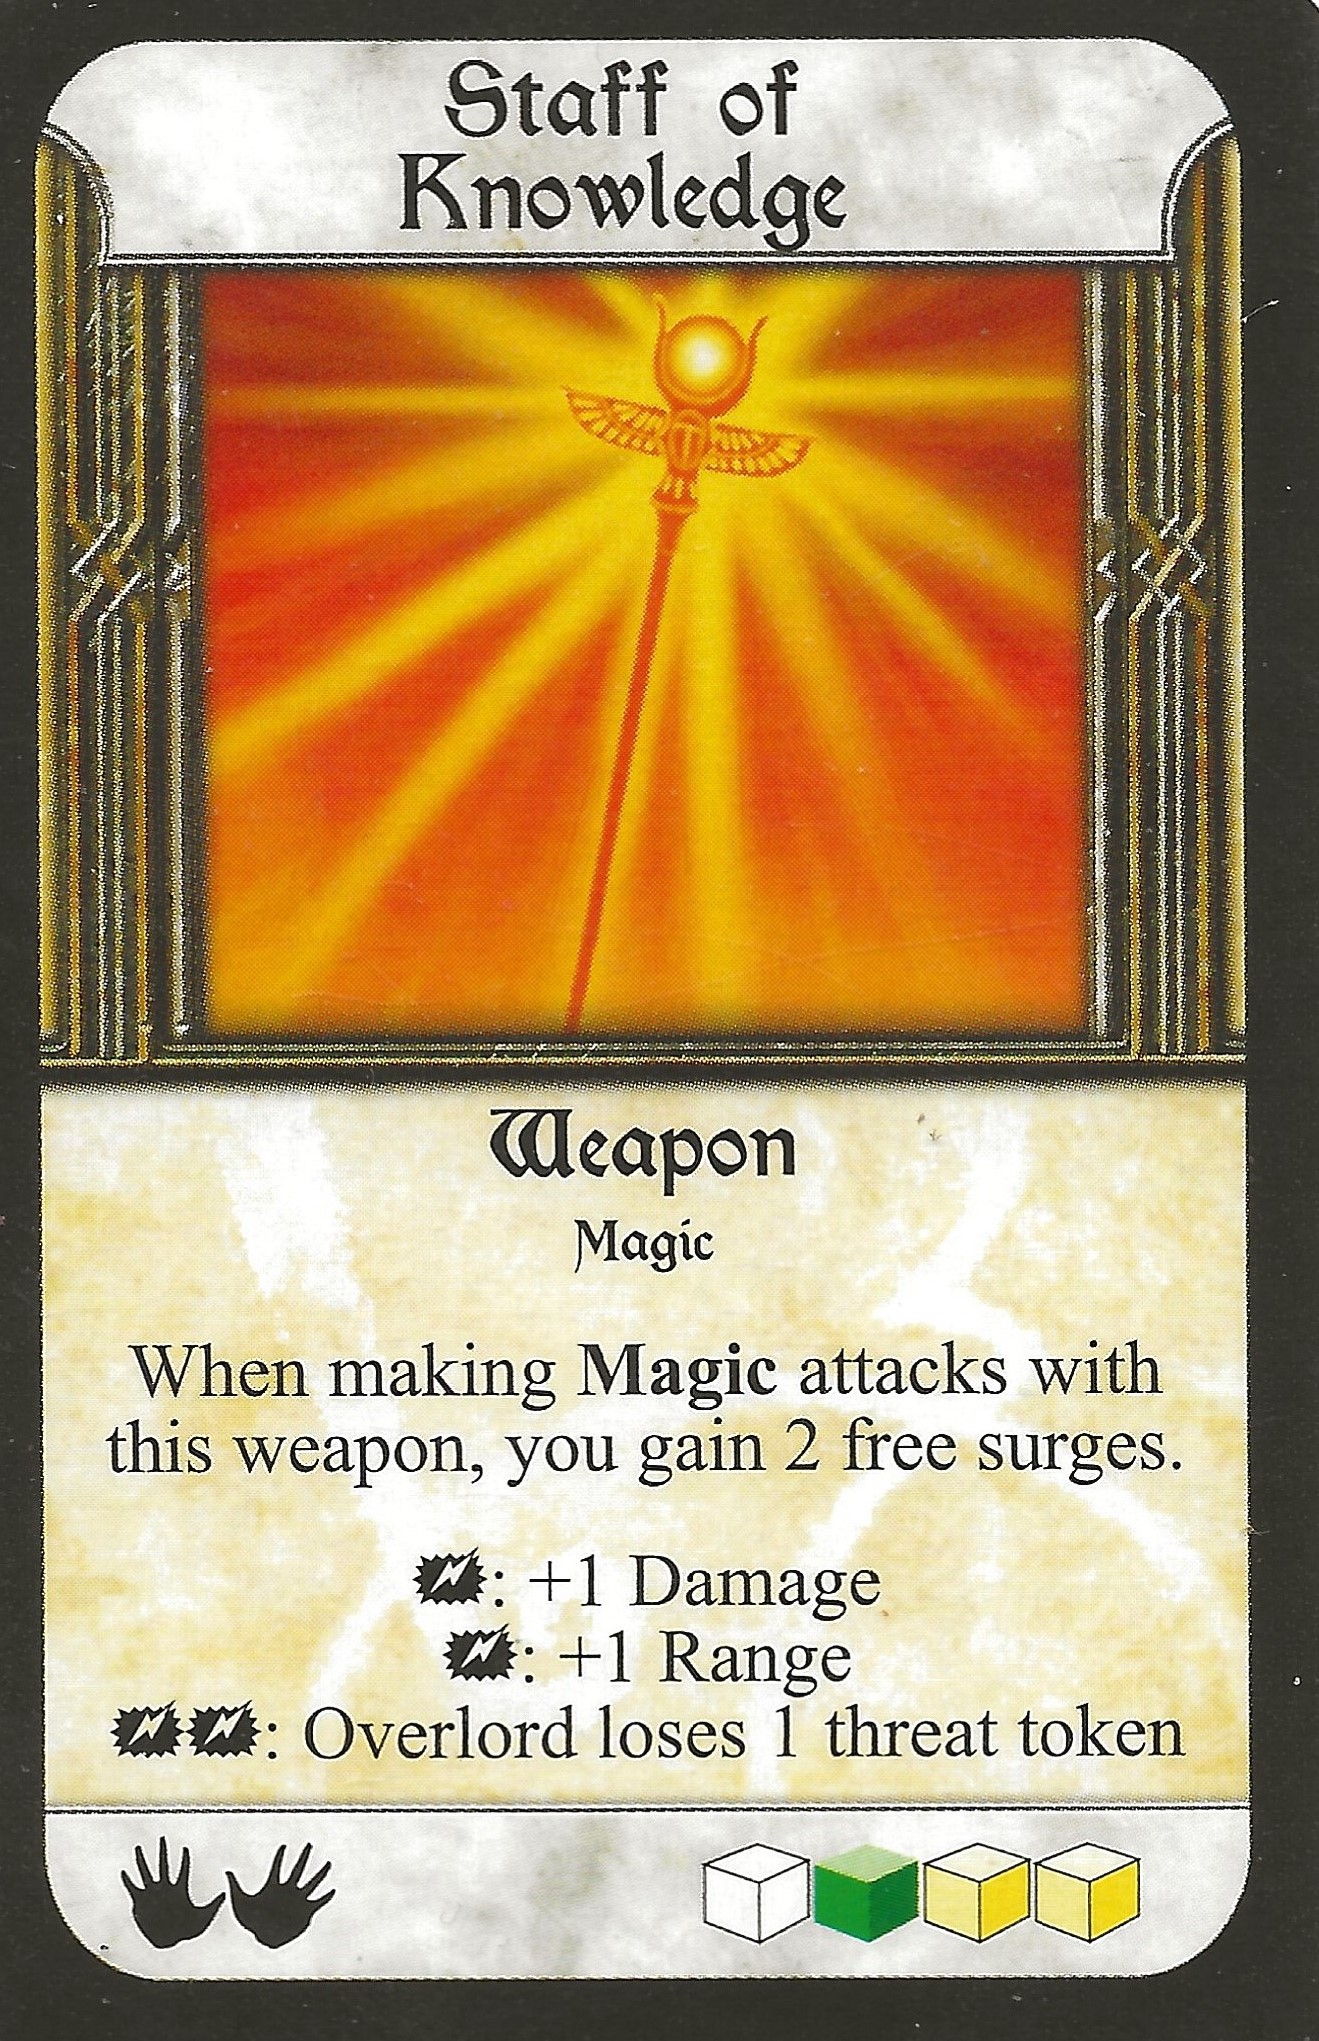 Staff of
Knowledge
Weapon
Magic
When making Magic attacks with
this weapon, you gain 2 free surges.
: +1 Damage
: +1 Range
: Overlord loses 1 threat token